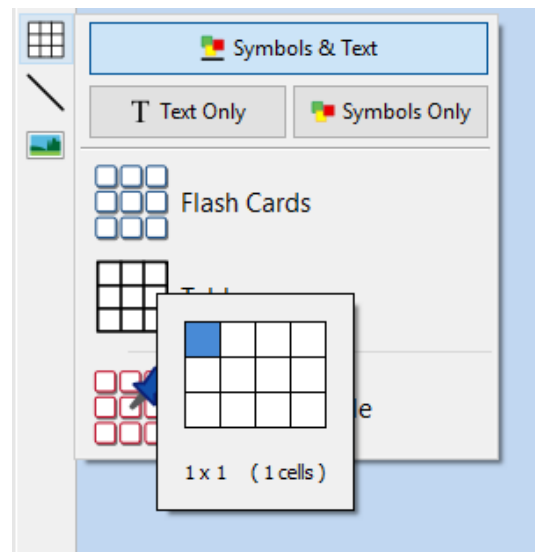 Symbols & Text
T Text Only
Symbols Only
Flash Cards
1 x 1 ( 1 cells )